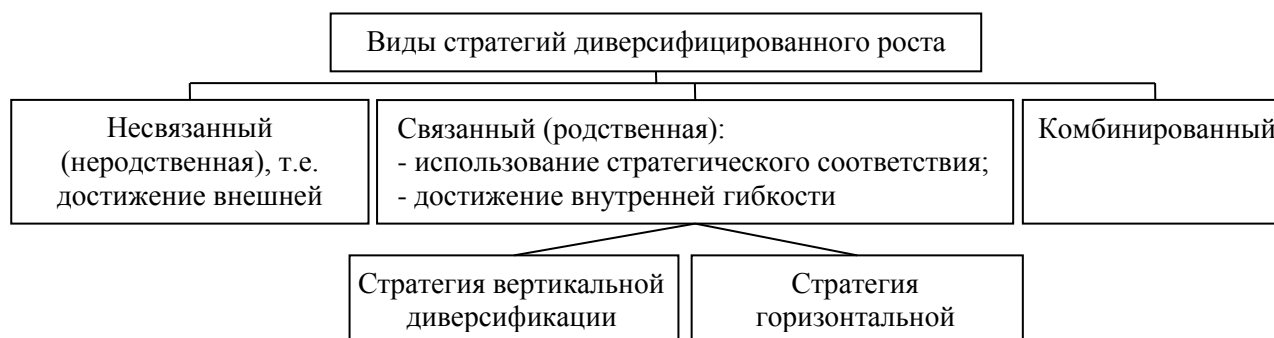 Виды стратегий диверсифицированного роста
Несвязанный
(неродственная), т.е.
достижение внешней
Связанный (родственная):
- использование стратегического соответствия;
- достижение внутренней гибкости
Комбинированный
Стратегия вертикальной
диверсификации
Стратегия
горизонтальной